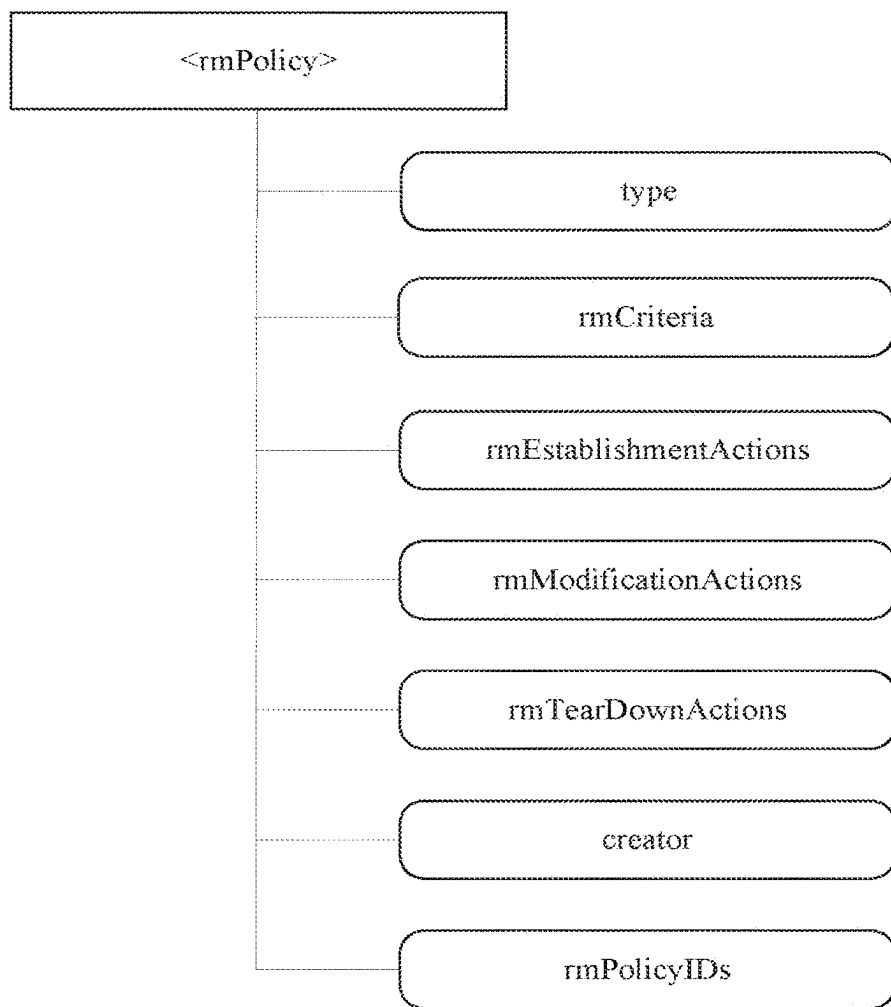 <rmPolicy>
type
rmCriteria
rmEstablishmentActions
rmModificationActions
rmTearDownActions
creator
rmPolicyIDs